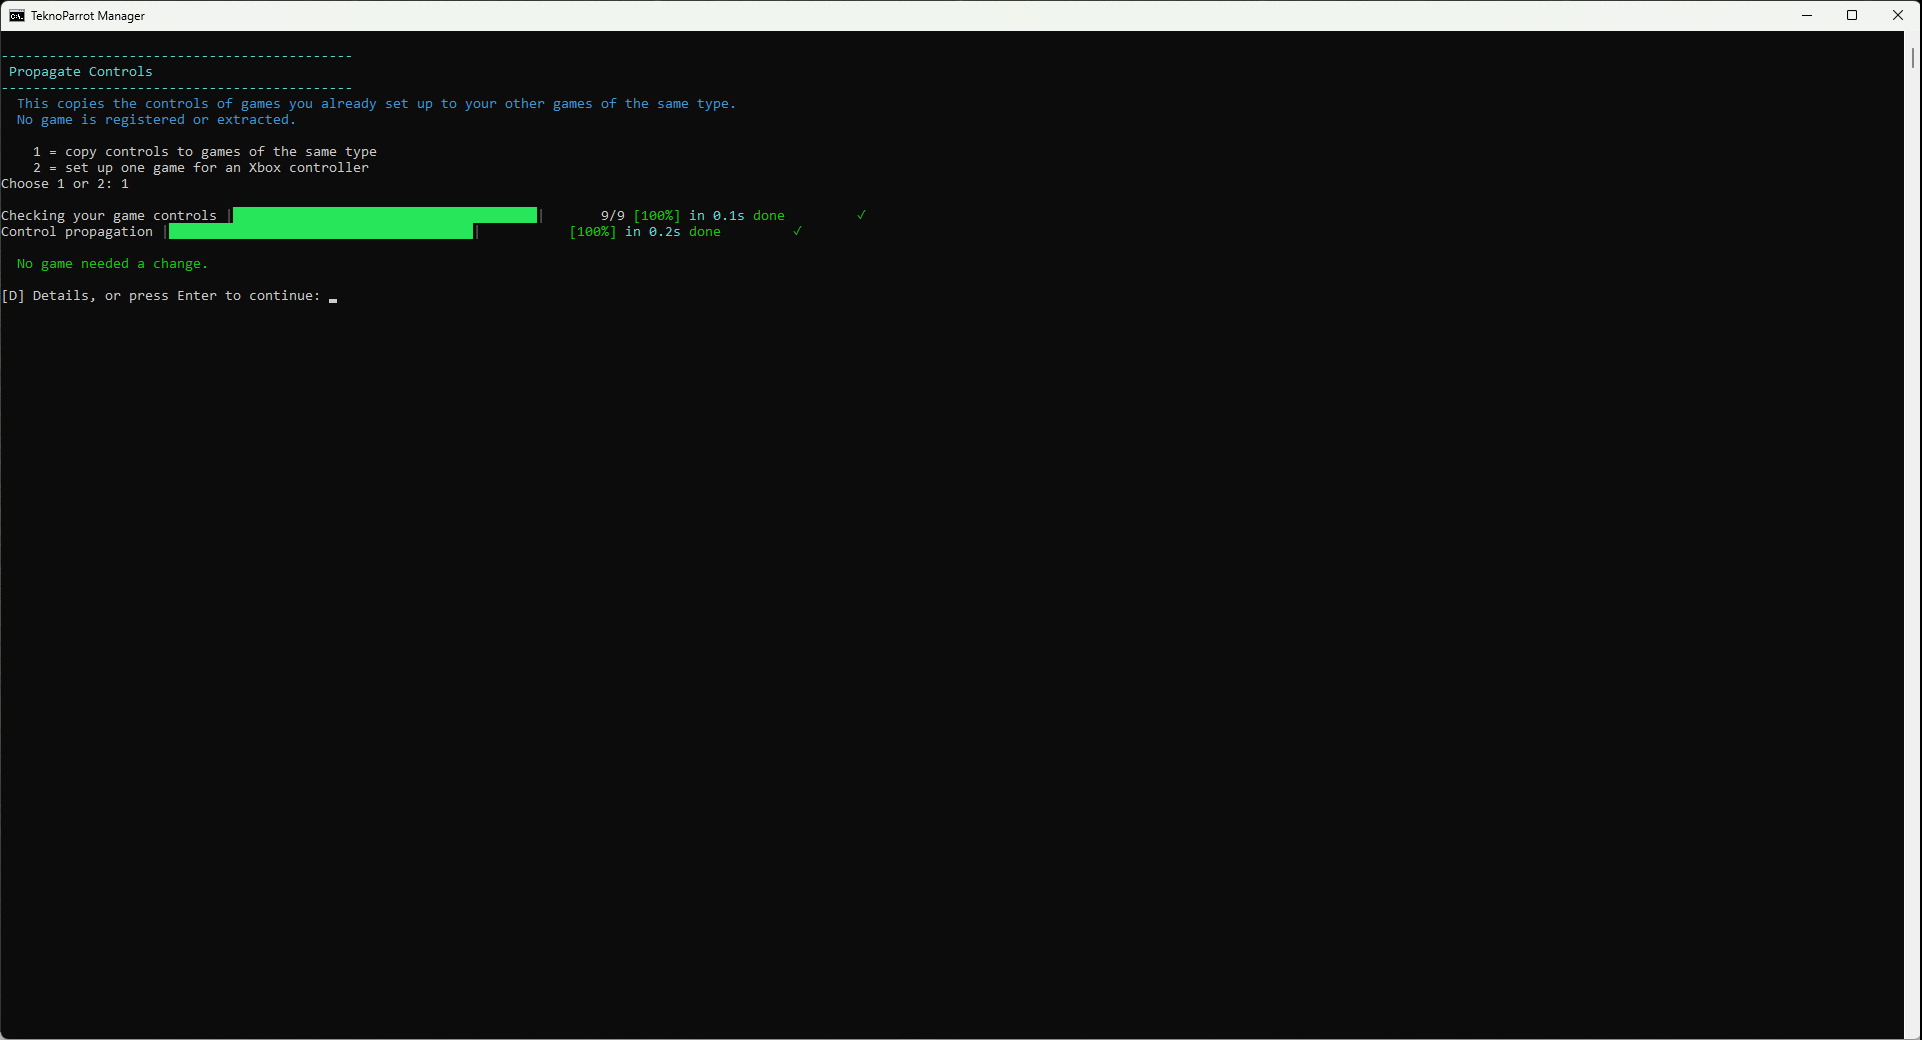 TeknoParrot Manager
--------------------------------------------
Propagate Controls
--------------------------------------------
This copies the controls of games you already set up to your other games of the same type.
No game is registered or extracted.
1 = copy controls to games of the same type
2 = set up one game for an Xbox controller
Choose 1 or 2: 1
Checking your game controls |                                      | 9/9 [100%] in 0.1s done ✓
Control propagation |                                      | [100%] in 0.2s done ✓
No game needed a change.
[D] Details, or press Enter to continue: _